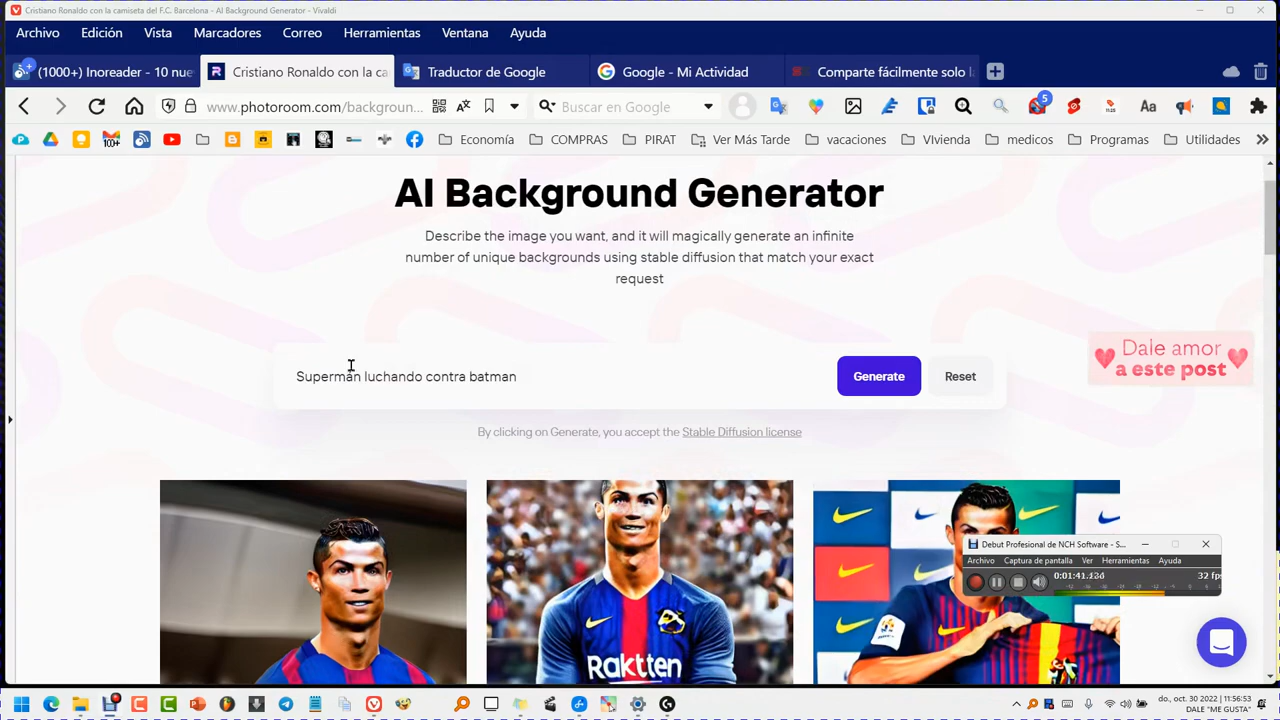 Cristiano Ronaldo con la camiseta del F.C. Barcelona - AI Background Generator - Vivaldi
Archivo Edición Vista Marcadores Correo Herramientas Ventana Ayuda
(1000+) Inoreader - 10 nue
Cristiano Ronaldo con la ca
Traductor de Google
Google - Mi Actividad
Comparte fácilmente solo l
www.photoroom.com/backgroun...
Buscar en Google
5
Aa
100+
Economía
COMPRAS
PIRAT
Ver Más Tarde
vacaciones
VIvienda
medicos
Programas
Utilidades
AI Background Generator
Describe the image you want, and it will magically generate an infinite
number of unique backgrounds using stable diffusion that match your exact
request
Superman luchando contra batman
Generate
Reset
Dale amor
a este post
By clicking on Generate, you accept the Stable Diffusion license
Raktten
Debut Profesional de NCH Software - S...
Archivo Captura de pantalla Ver Herramientas Ayuda
32 fps
do., oct. 30 2022 | 11:56:53
DALE "ME GUSTA"